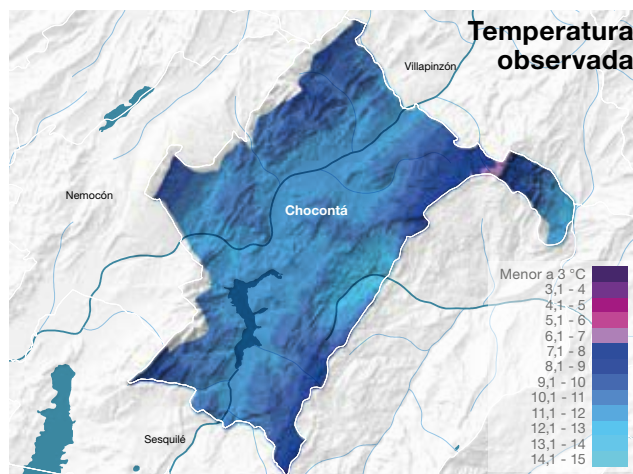 Temperatura
observada
Villapinzón
Nemocón
Chocontá
Sesquilé
Menor a 3 °C
3,1 - 4
4,1 - 5
5,1 - 6
6,1 - 7
7,1 - 8
8,1 - 9
9,1 - 10
10,1 - 11
11,1 - 12
12,1 - 13
13,1 - 14
14,1 - 15